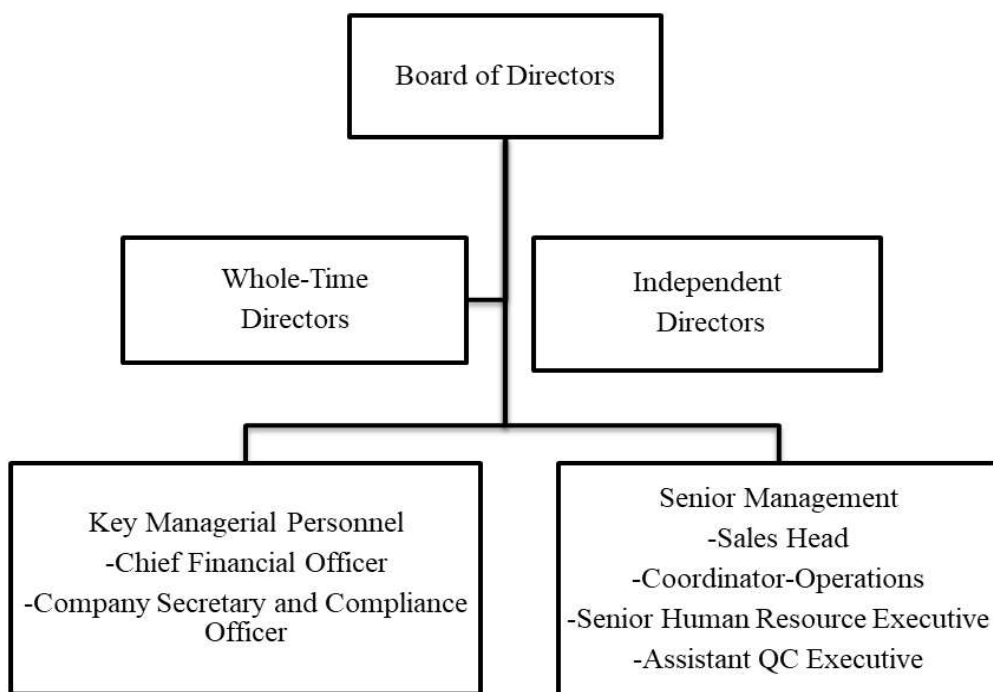 Board of Directors
Whole-Time
Directors
Independent
Directors
Key Managerial Personnel
-Chief Financial Officer
-Company Secretary and Compliance
Officer
Senior Management
-Sales Head
-Coordinator-Operations
-Senior Human Resource Executive
-Assistant QC Executive